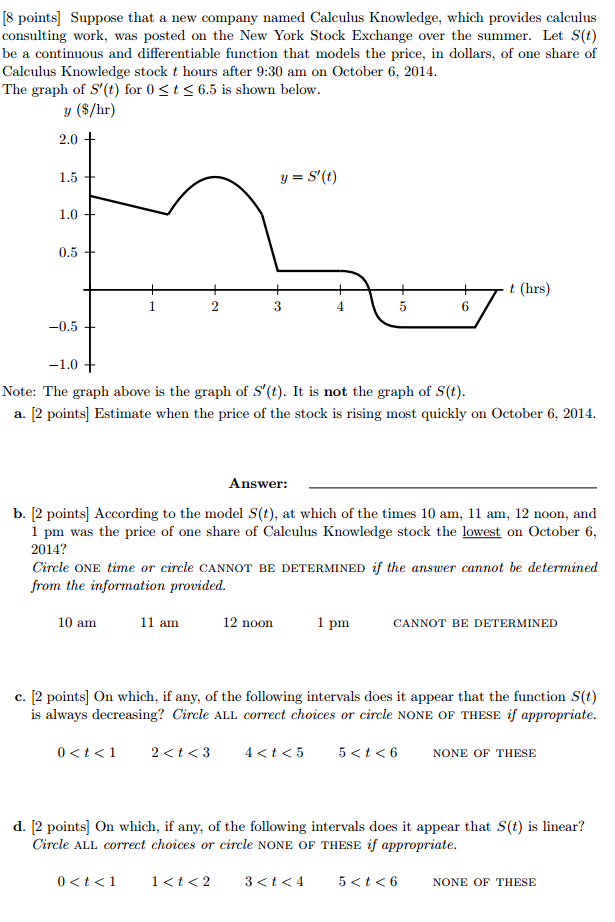 [8 points] Suppose that a new company named Calculus Knowledge, which provides calculus
consulting work, was posted on the New York Stock Exchange over the summer. Let S(t)
be a continuous and differentiable function that models the price, in dollars, of one share of
Calculus Knowledge stock t hours after 9:30 am on October 6, 2014.
The graph of S′(t) for 0 ≤ t ≤ 6.5 is shown below.
y ($/hr)
2.0
1.5
y = S′(t)
1.0
0.5
t (hrs)
1 2 3 4 5 6
−0.5
−1.0
Note: The graph above is the graph of S′(t). It is not the graph of S(t).
a. [2 points] Estimate when the price of the stock is rising most quickly on October 6, 2014.
Answer:
b. [2 points] According to the model S(t), at which of the times 10 am, 11 am, 12 noon, and
1 pm was the price of one share of Calculus Knowledge stock the lowest on October 6,
2014?
Circle ONE time or circle CANNOT BE DETERMINED if the answer cannot be determined
from the information provided.
10 am 11 am 12 noon 1 pm CANNOT BE DETERMINED
c. [2 points] On which, if any, of the following intervals does it appear that the function S(t)
is always decreasing? Circle ALL correct choices or circle NONE OF THESE if appropriate.
0 < t < 1 2 < t < 3 4 < t < 5 5 < t < 6 NONE OF THESE
d. [2 points] On which, if any, of the following intervals does it appear that S(t) is linear?
Circle ALL correct choices or circle NONE OF THESE if appropriate.
0 < t < 1 1 < t < 2 3 < t < 4 5 < t < 6 NONE OF THESE